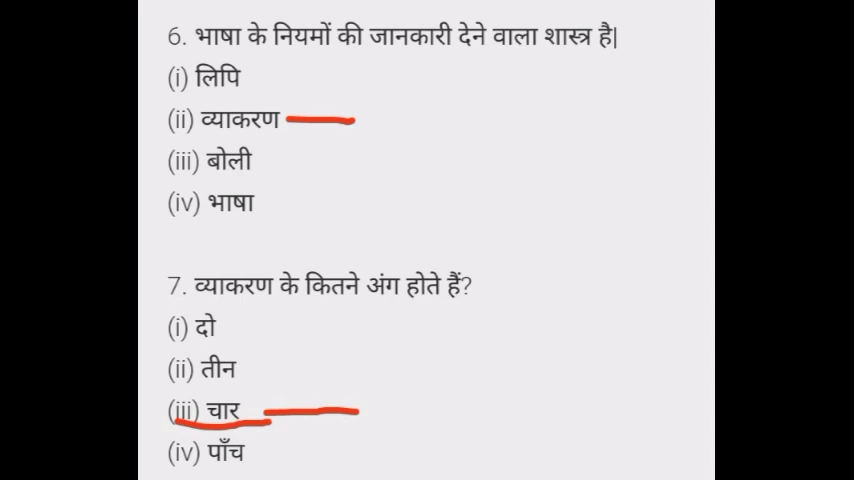 6. भाषा के नियमों की जानकारी देने वाला शास्त्र है|
(i) लिपि
(ii) व्याकरण
(iii) बोली
(iv) भाषा
7. व्याकरण के कितने अंग होते हैं?
(i) दो
(ii) तीन
(iii) चार
(iv) पाँच